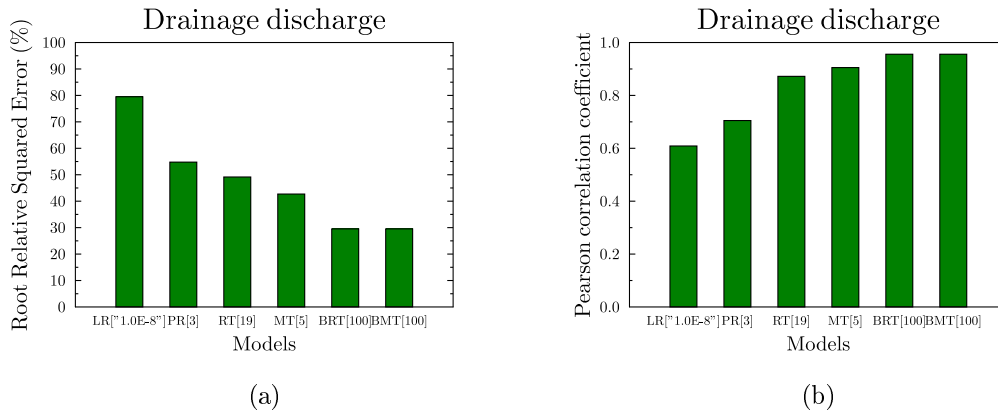 Drainage discharge
Root Relative Squared Error (%)
100
90
80
70
60
50
40
30
20
10
0
LR["1.0E-8"] PR[3] RT[19] MT[5] BRT[100] BMT[100]
Models
(a)
Drainage discharge
Pearson correlation coefficient
1.0
0.8
0.6
0.4
0.2
0.0
LR["1.0E-8"] PR[3] RT[19] MT[5] BRT[100] BMT[100]
Models
(b)